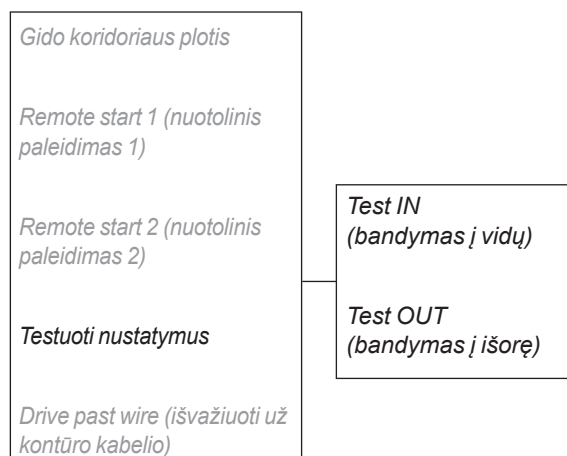 Gido koridoriaus plotis
Remote start 1 (nuotolinis
paleidimas 1)
Remote start 2 (nuotolinis
paleidimas 2)
Testuoti nustatymus
Drive past wire (išvažiuoti už
kontūro kabelio)
Test IN
(bandymas į vidų)
Test OUT
(bandymas į išorę)